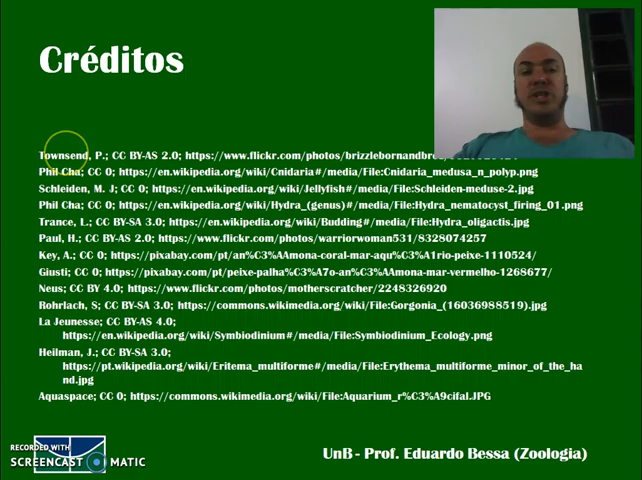 Créditos
Townsend, P.; CC BY-AS 2.0; https://www.flickr.com/photos/brizzlebornandbred/
Phil Cha; CC 0; https://en.wikipedia.org/wiki/Cnidaria#/media/File:Cnidaria_medusa_n_polyp.png
Schleiden, M. J; CC 0; https://en.wikipedia.org/wiki/Jellyfish#/media/File:Schleiden-meduse-2.jpg
Phil Cha; CC 0; https://en.wikipedia.org/wiki/Hydra_(genus)#/media/File:Hydra_nematocyst_firing_01.png
Trance, L.; CC BY-SA 3.0; https://en.wikipedia.org/wiki/Budding#/media/File:Hydra_oligactis.jpg
Paul, H.; CC BY-AS 2.0; https://www.flickr.com/photos/warriorwoman531/8328074257
Key, A.; CC 0; https://pixabay.com/pt/an%C3%AAmona-coral-mar-aqu%C3%A1rio-peixe-1110524/
Giusti; CC 0; https://pixabay.com/pt/peixe-palha%C3%A7o-an%C3%AAmona-mar-vermelho-1268677/
Neus; CC BY 4.0; https://www.flickr.com/photos/motherscratcher/2248326920
Rohrlach, S; CC BY-SA 3.0; https://commons.wikimedia.org/wiki/File:Gorgonia_(16036988519).jpg
La Jeunesse; CC BY-AS 4.0;
https://en.wikipedia.org/wiki/Symbiodinium#/media/File:Symbiodinium_Ecology.png
Heilman, J.; CC BY-SA 3.0;
https://pt.wikipedia.org/wiki/Eritema_multiforme#/media/File:Erythema_multiforme_minor_of_the_ha
nd.jpg
Aquaspace; CC 0; https://commons.wikimedia.org/wiki/File:Aquarium_r%C3%A9cifal.JPG
RECORDED WITH
SCREENCAST MATIC
UnB - Prof. Eduardo Bessa (Zoologia)